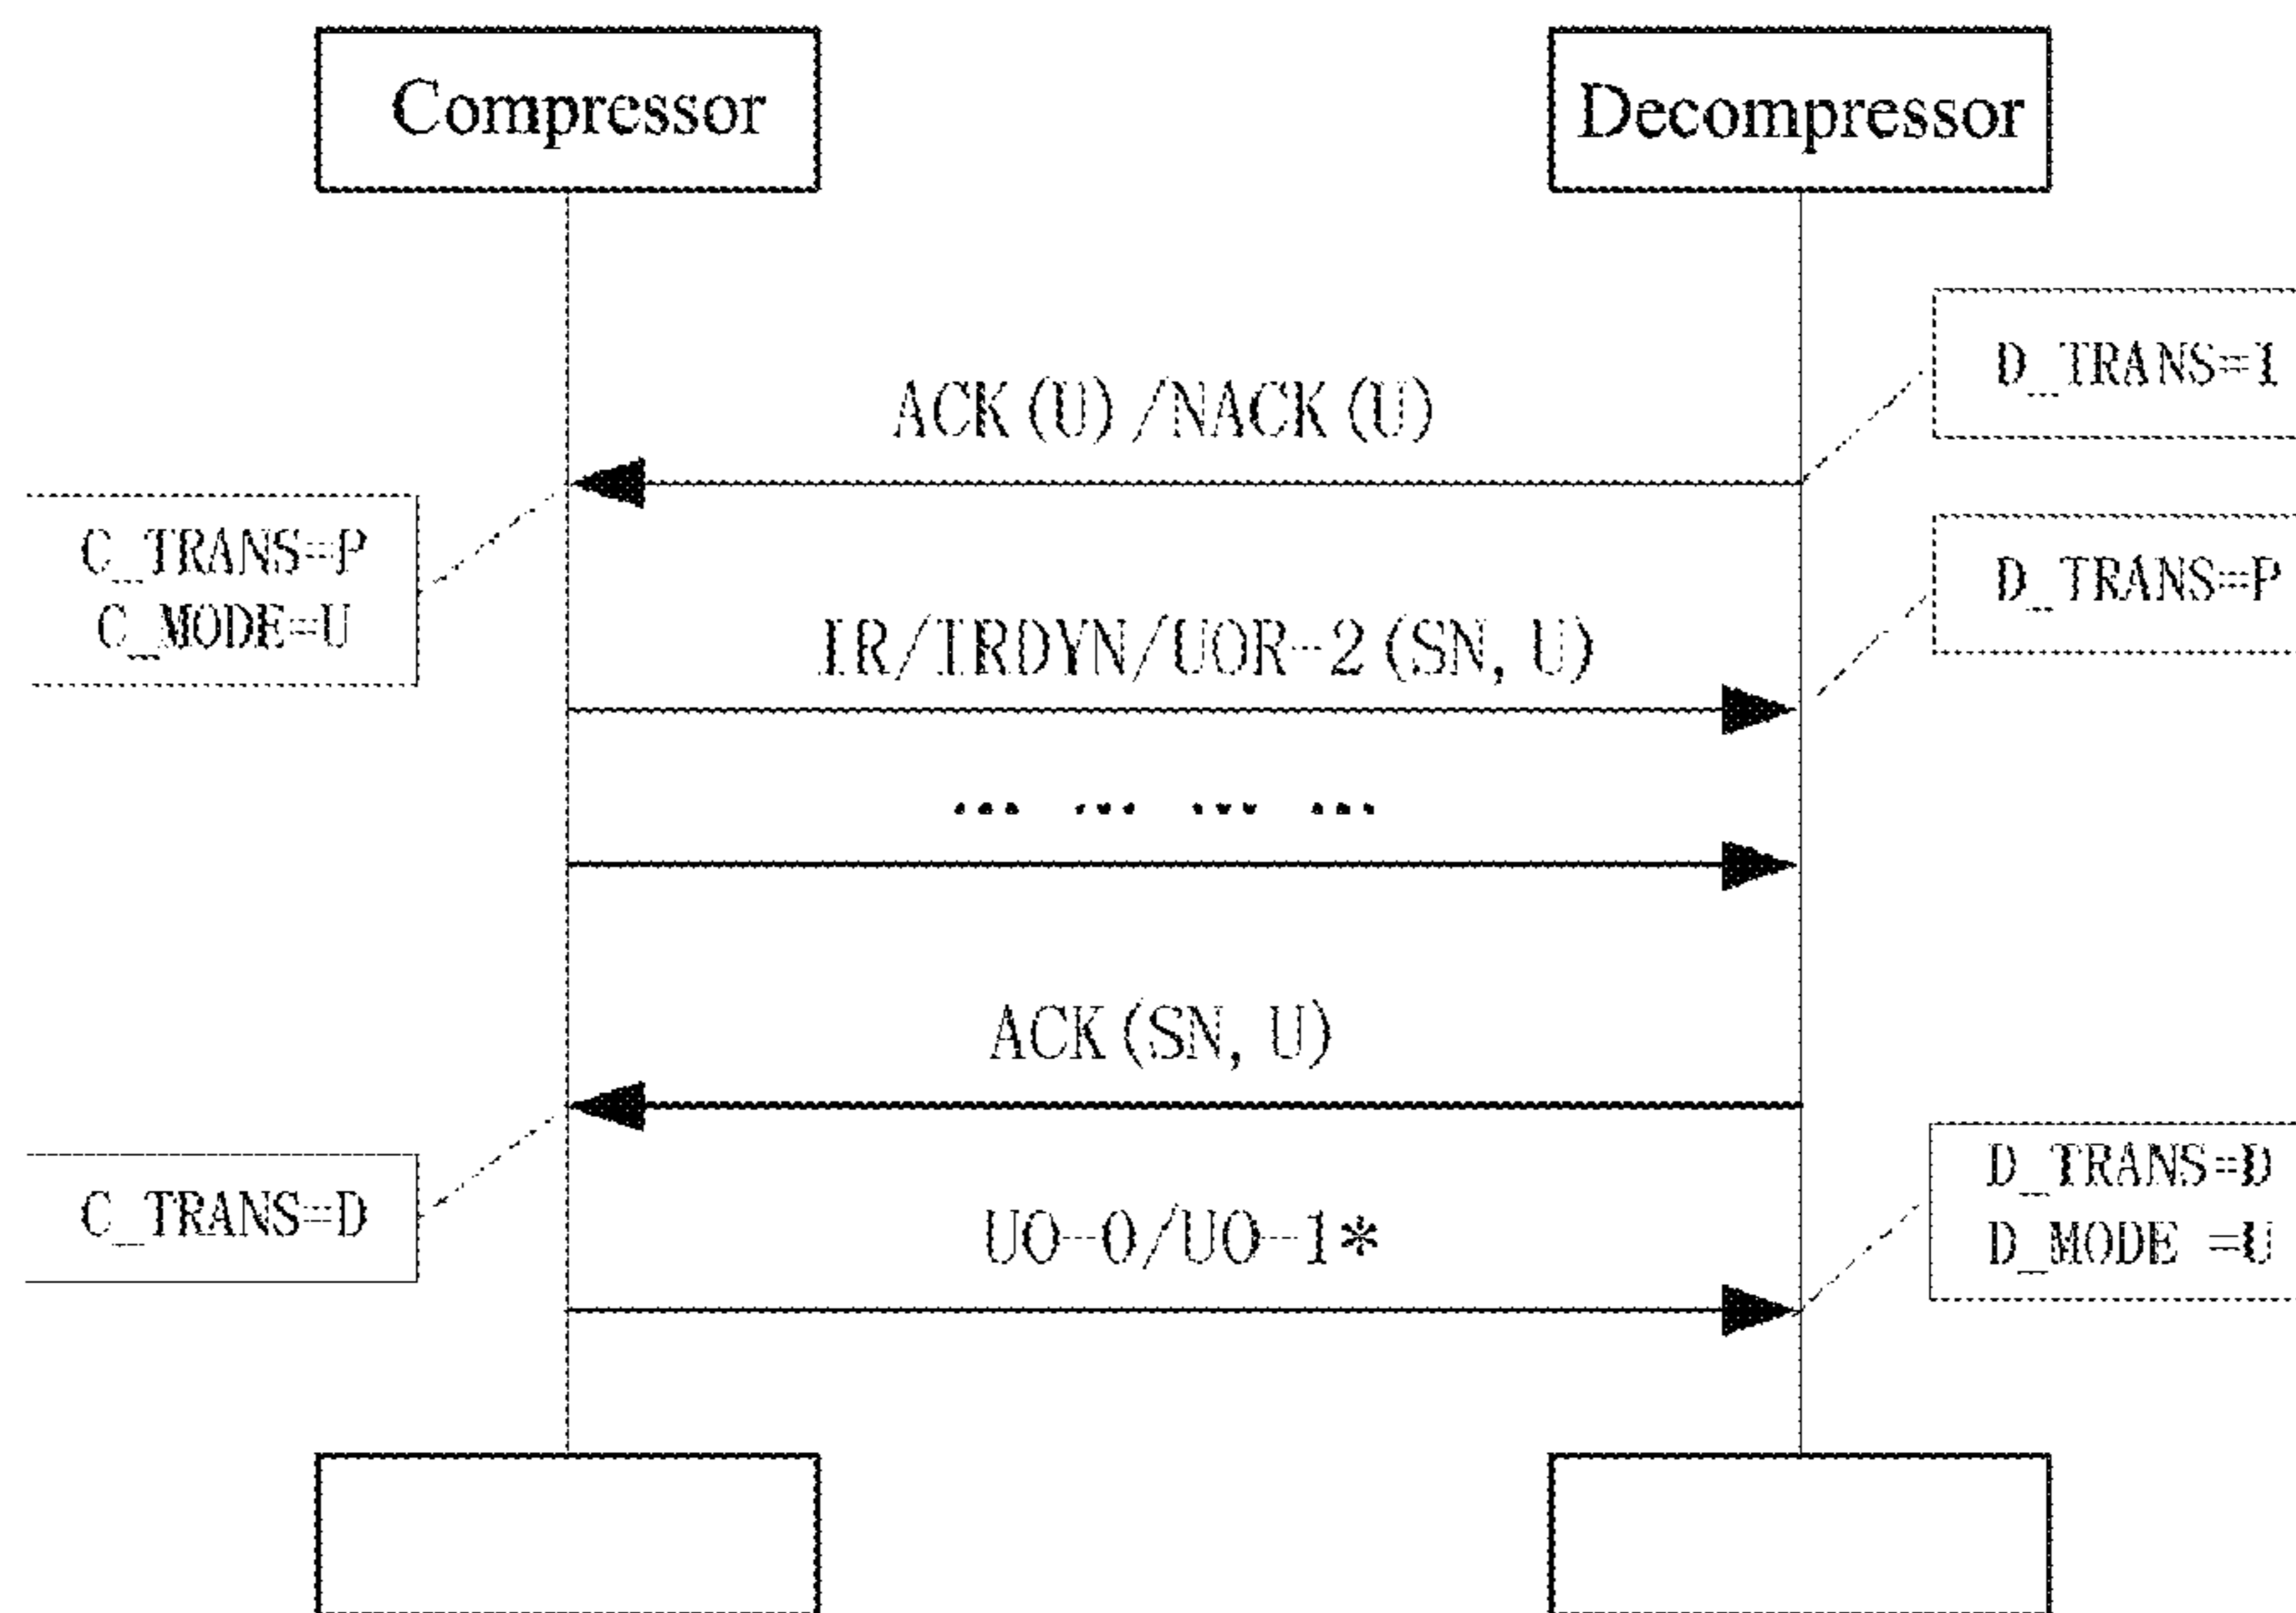 Compressor
Decompressor
D_TRANS=I
ACK(U)/NACK(U)
C_TRANS=P
C_MODE=U
D_TRANS=P
IR/IRDYN/UOR-2(SN, U)
... ... ... ...
ACK(SN, U)
D_TRANS=D
D_MODE =U
C_TRANS=D
UO-0/UO-1*